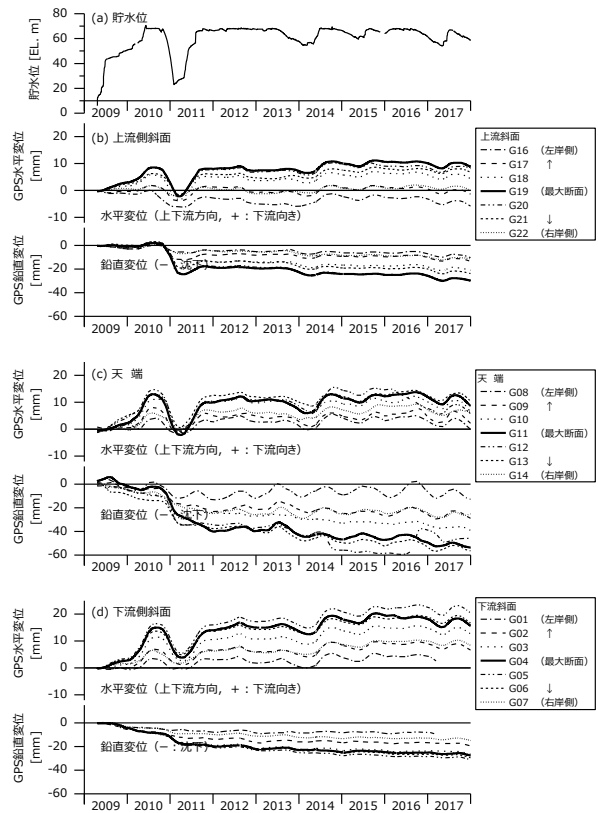 (a) 貯水位
貯水位 [EL. m]
80
60
40
20
0
2009 2010 2011 2012 2013 2014 2015 2016 2017
(b) 上流側斜面
GPS水平変位
[mm]
20
10
0
-10
水平変位（上下流方向，+：下流向き）
上流斜面
G16 （左岸側）
G17 ↑
G18
G19 （最大断面）
G20
G21 ↓
G22 （右岸側）
GPS鉛直変位
[mm]
0
-20
-40
-60
鉛直変位（－：沈下）
2009 2010 2011 2012 2013 2014 2015 2016 2017
(c) 天 端
GPS水平変位
[mm]
20
10
0
水平変位（上下流方向，+：下流向き）
天 端
G08 （左岸側）
G09 ↑
G10
G11 （最大断面）
G12
G13 ↓
G14 （右岸側）
GPS鉛直変位
[mm]
0
-20
-40
-60
鉛直変位（－：沈下）
2009 2010 2011 2012 2013 2014 2015 2016 2017
(d) 下流側斜面
GPS水平変位
[mm]
20
10
0
-10
水平変位（上下流方向，+：下流向き）
下流斜面
G01 （左岸側）
G02 ↑
G03
G04 （最大断面）
G05
G06 ↓
G07 （右岸側）
GPS鉛直変位
[mm]
0
-20
-40
-60
鉛直変位（－：沈下）
2009 2010 2011 2012 2013 2014 2015 2016 2017